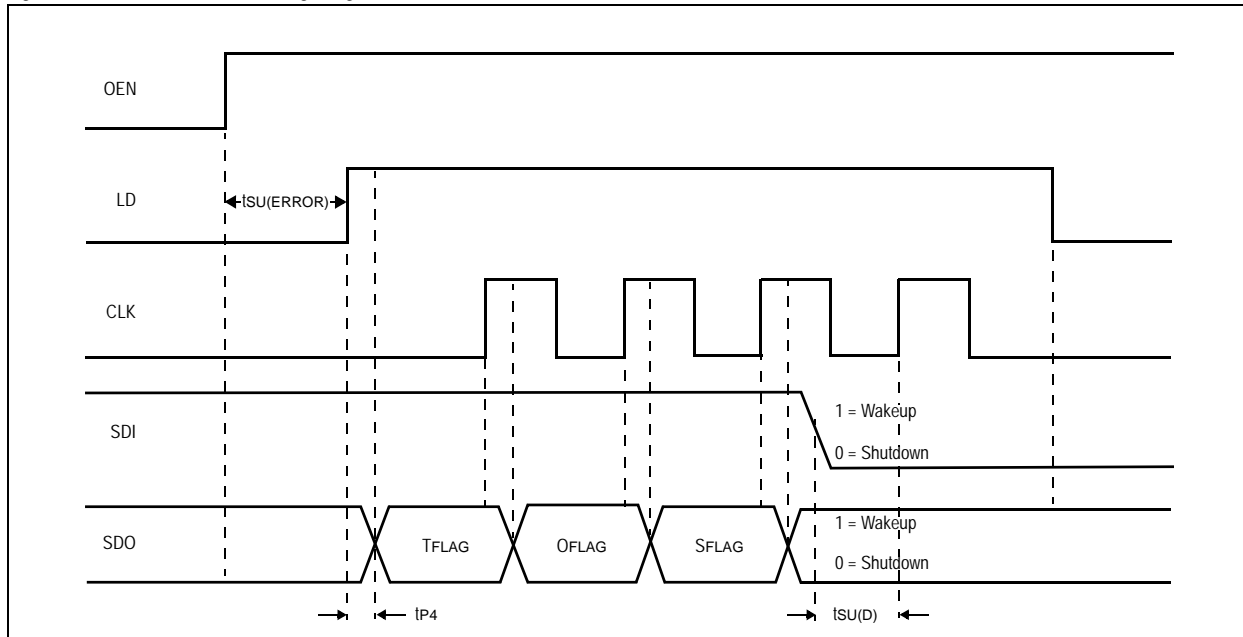 OEN
LD
tSU(ERROR)
CLK
SDI
1 = Wakeup
0 = Shutdown
SDO
TFLAG
OFLAG
SFLAG
1 = Wakeup
0 = Shutdown
tP4
tSU(D)